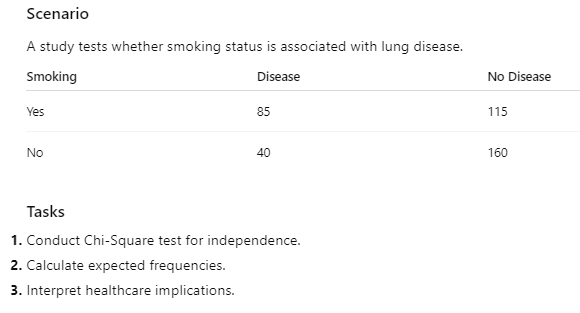 Scenario
A study tests whether smoking status is associated with lung disease.
Smoking Disease No Disease
Yes 85 115
No 40 160
Tasks
1. Conduct Chi-Square test for independence.
2. Calculate expected frequencies.
3. Interpret healthcare implications.